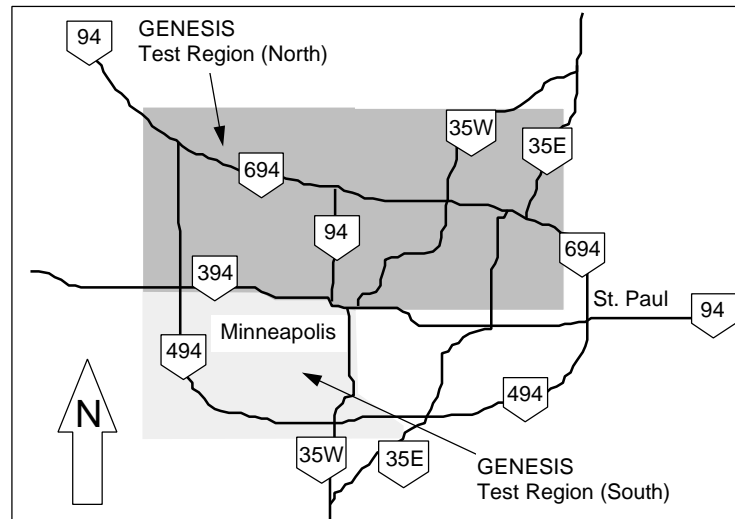 94
GENESIS
Test Region (North)
35W
35E
694
94
694
394
St. Paul
94
Minneapolis
494
494
N
35W
35E
GENESIS
Test Region (South)